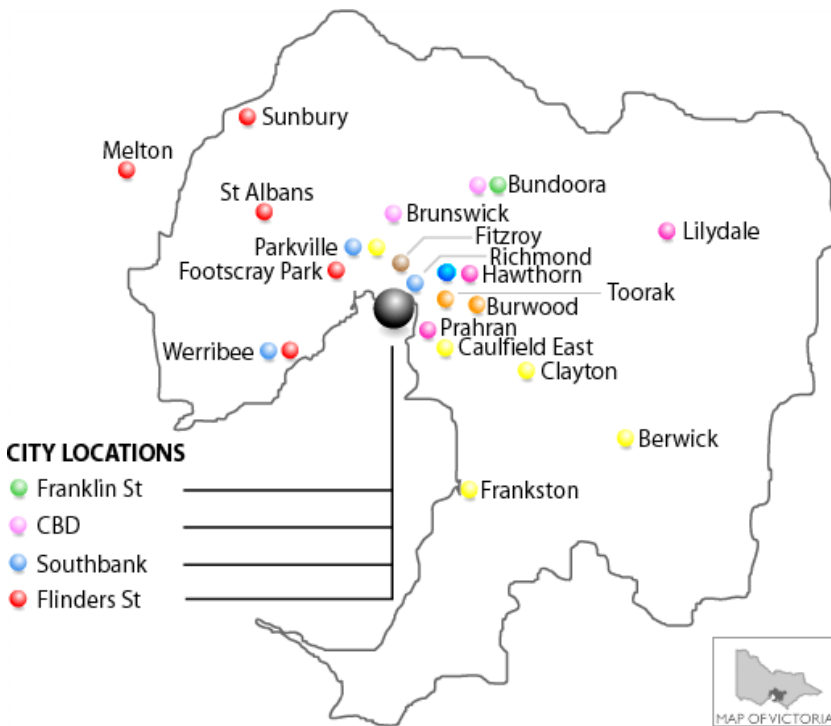 Sunbury
Melton
Bundoora
St Albans
Brunswick
Lilydale
Fitzroy
Parkville
Richmond
Footscray Park
Hawthorn
Toorak
Burwood
Prahran
Caulfield East
Werribee
Clayton
Berwick
CITY LOCATIONS
Franklin St
Frankston
CBD
Southbank
Flinders St
MAP OF VICTORIA